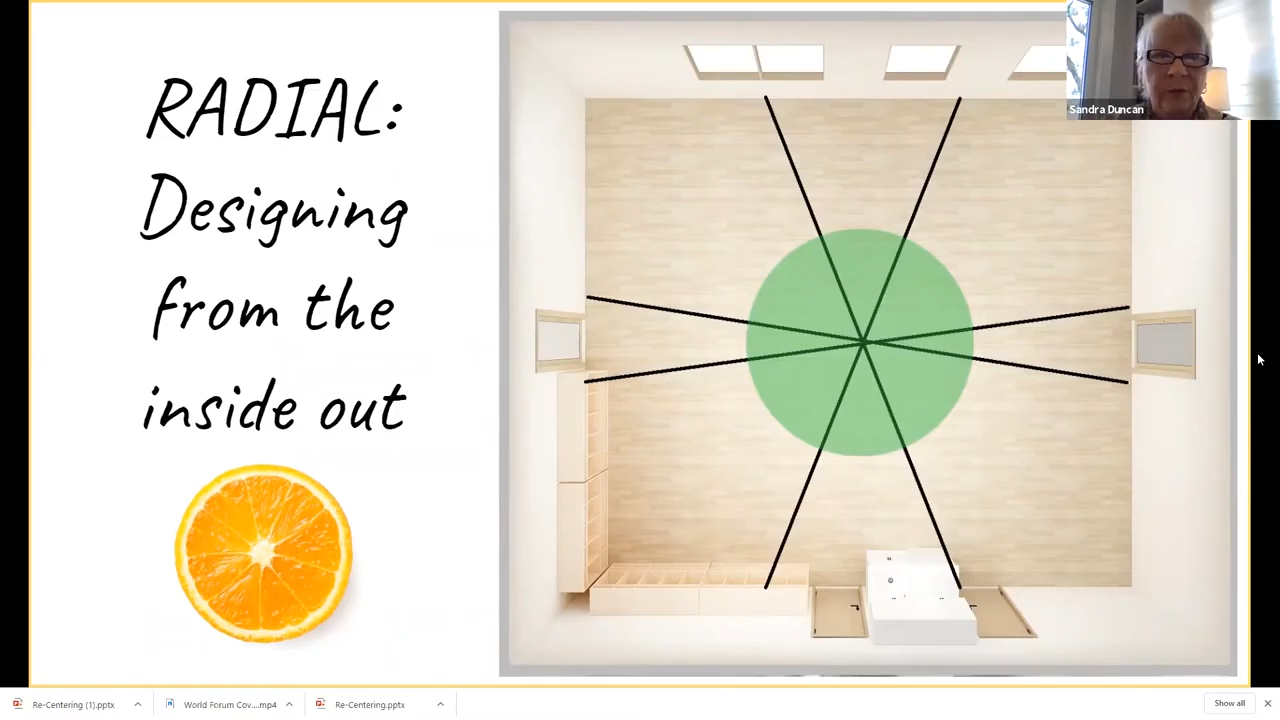 RADIAL:
Designing
from the
inside out
Sandra Duncan
Re-Centering (1).pptx
World Forum Cov....mp4
Re-Centering.pptx
Show all